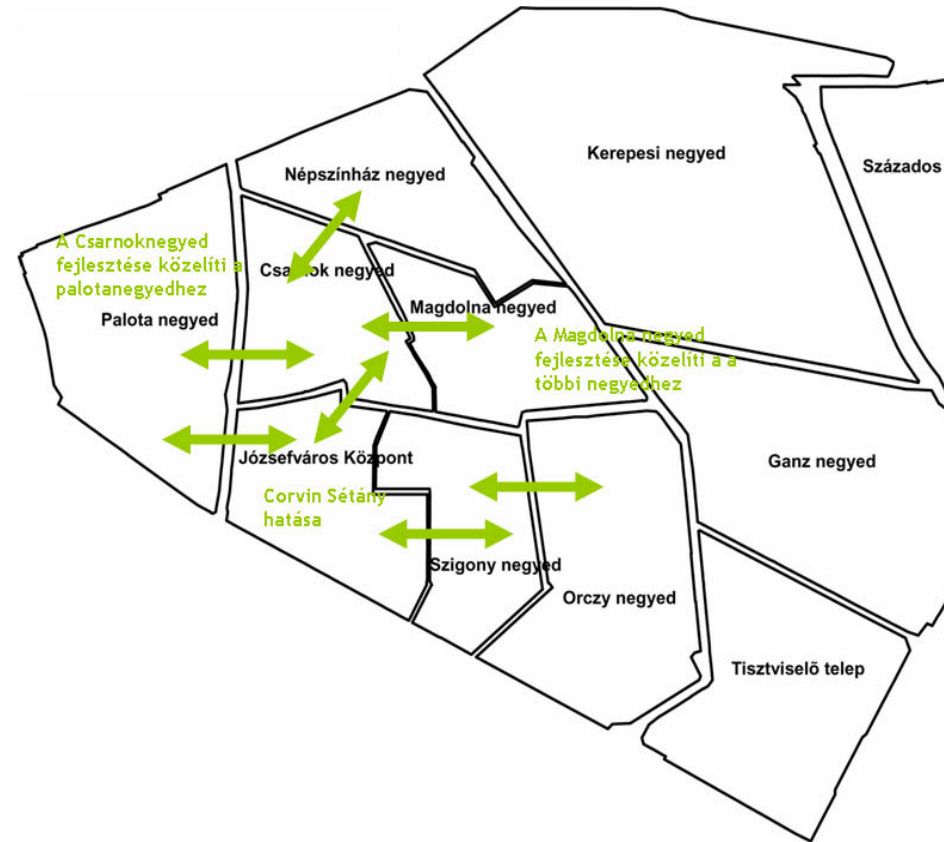 Kerepesi negyed
Százados
Népszínház negyed
A Csarnoknegyed
fejlesztése közelíti a
palotanegyedhez
Csarnok negyed
Magdolna negyed
Palota negyed
A Magdolna negyed
fejlesztése közelíti a a
többi negyedhez
Józsefváros Központ
Ganz negyed
Corvin Sétány
hatása
Szigony negyed
Orczy negyed
Tisztviselõ telep